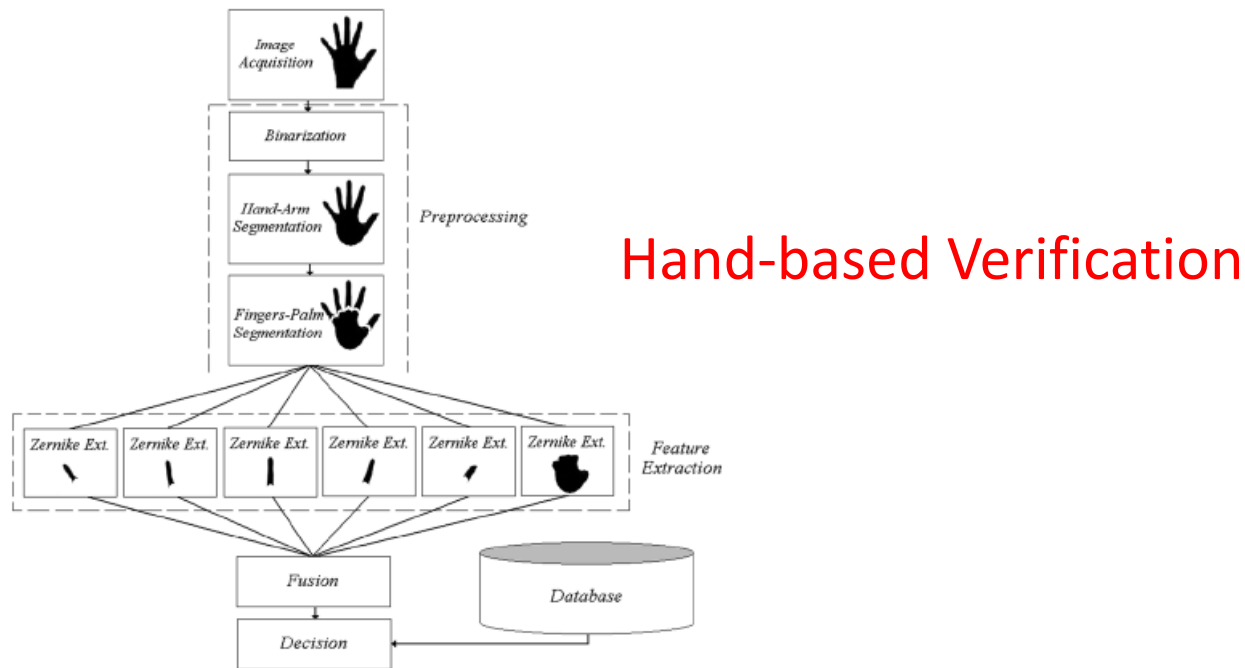 Image
Acquisition
Binarization
Hand-Arm
Segmentation
Preprocessing
Hand-based Verification
Fingers-Palm
Segmentation
Zernike Ext.
Zernike Ext.
Zernike Ext.
Zernike Ext.
Zernike Ext.
Zernike Ext.
Feature
Extraction
Fusion
Database
Decision